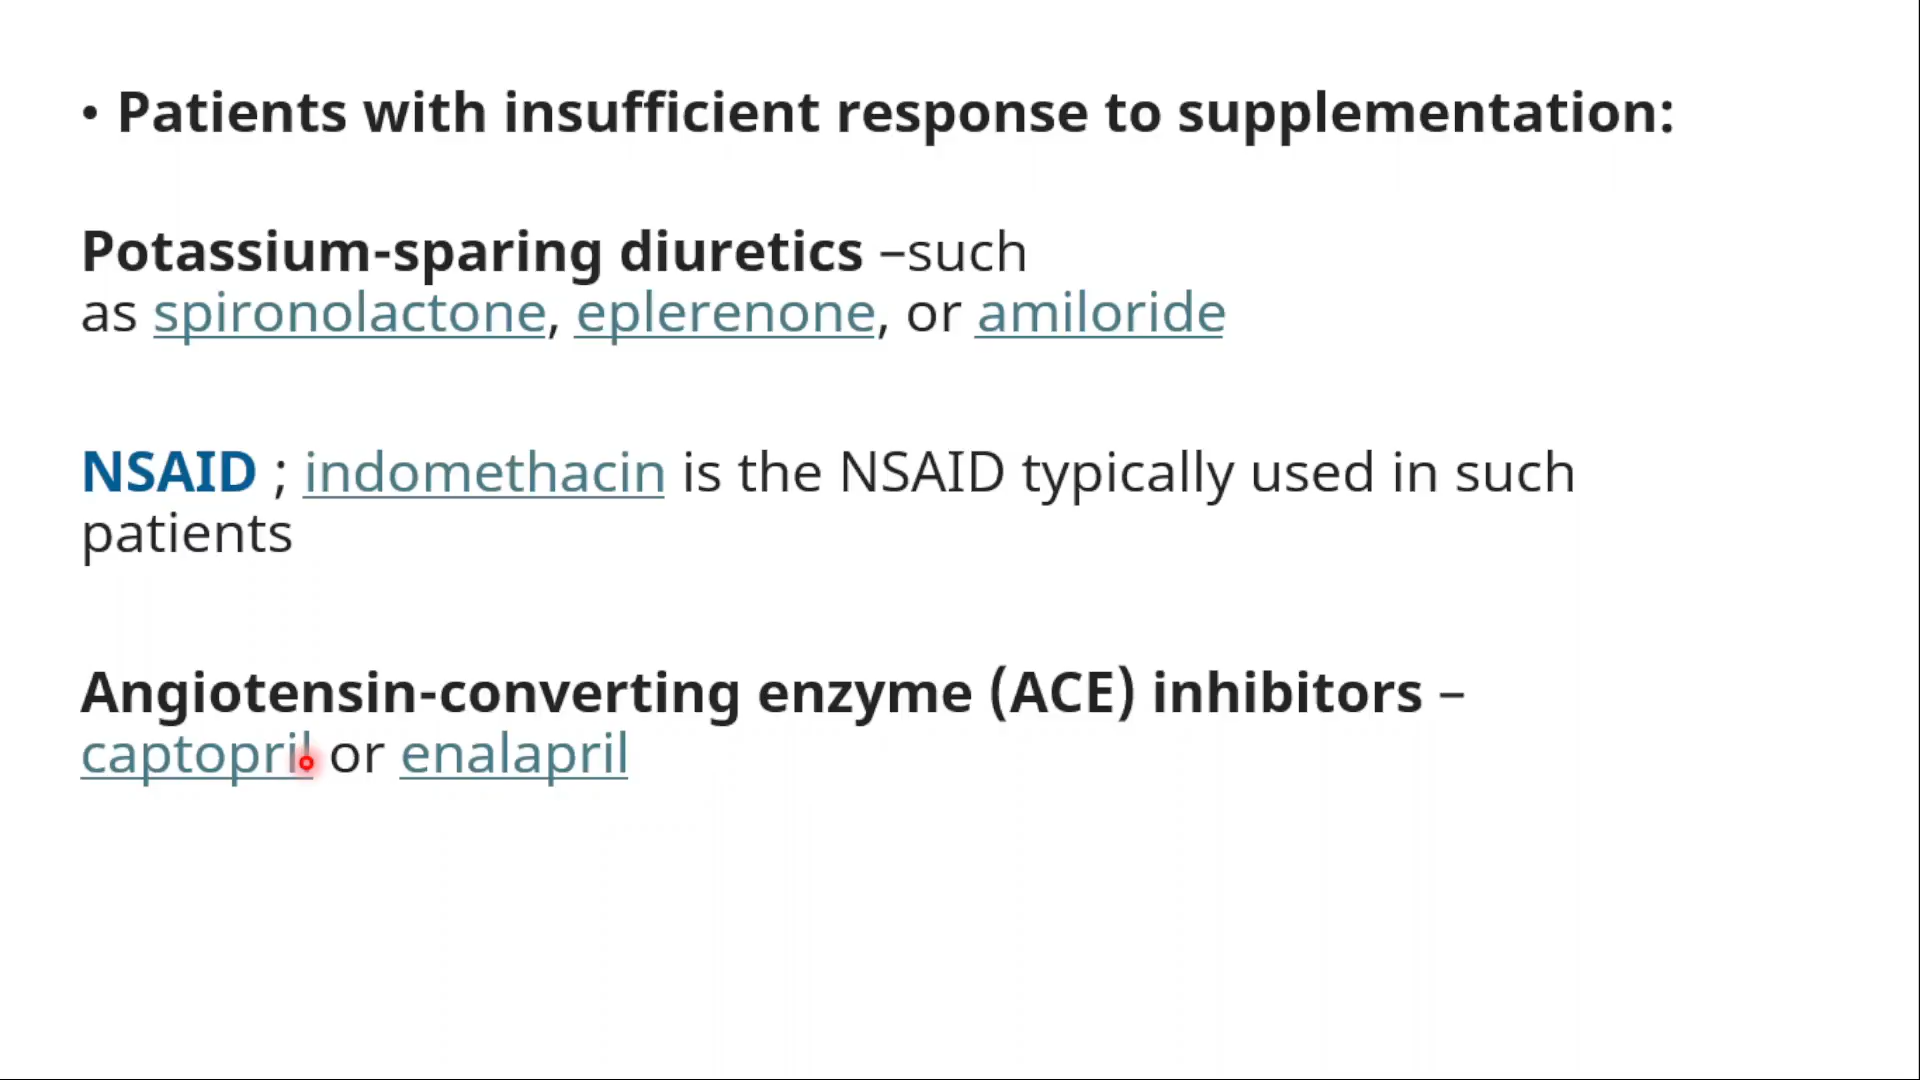 • Patients with insufficient response to supplementation:
Potassium-sparing diuretics –such
as spironolactone, eplerenone, or amiloride
NSAID ; indomethacin is the NSAID typically used in such
patients
Angiotensin-converting enzyme (ACE) inhibitors –
captopril or enalapril